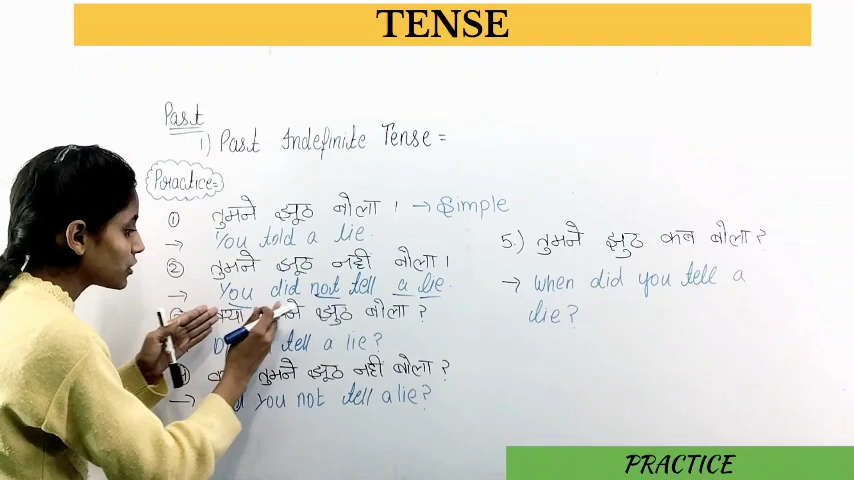 TENSE
Past
1) Past Indefinite Tense =
Practice=
① तुमने झूठ बोला । → Simple
→ You told a lie.
② तुमने झूठ नही बोला ।
→ You did not tell a lie.
क्यो झुठ बोला ?
tell a lie?
तुमने झूठ नही बोला ?
→ you not tell a lie?
5.) तुमने झुठ कब बोला ?
→ when did you tell a
lie?
PRACTICE